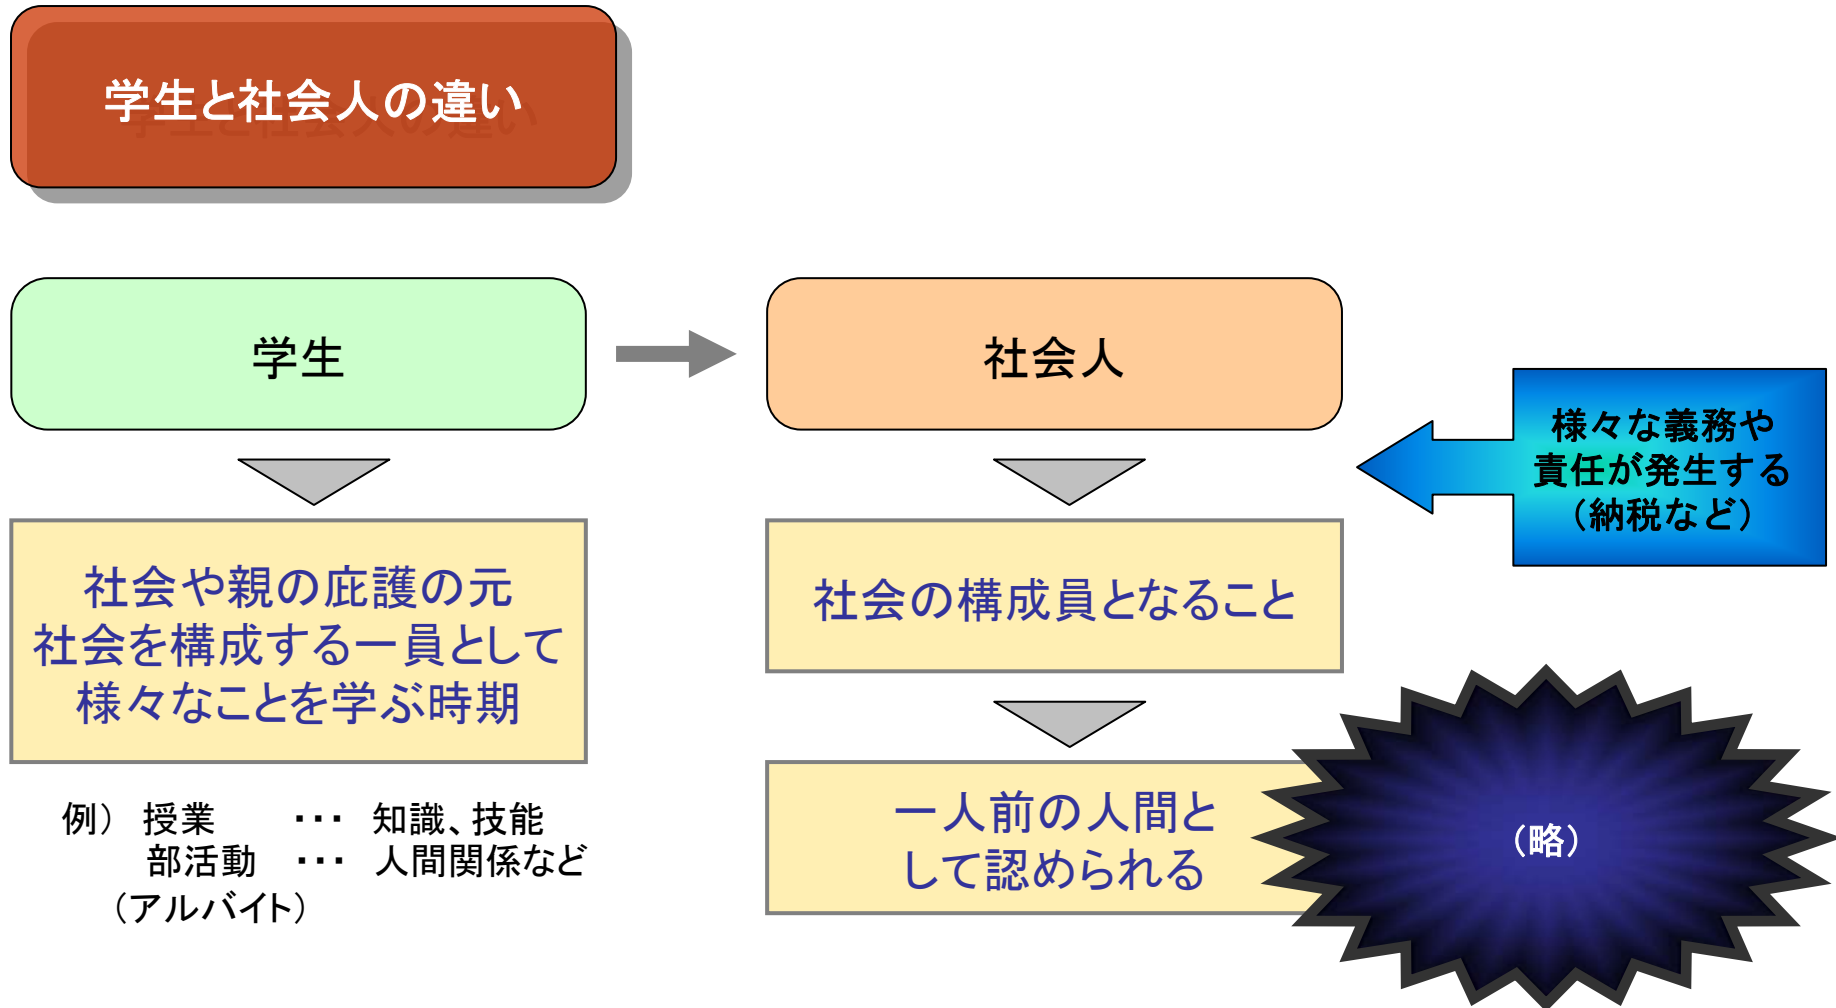 学生と社会人の違い
学生
社会人
様々な義務や
責任が発生する
（納税など）
社会や親の庇護の元
社会を構成する一員として
様々なことを学ぶ時期
社会の構成員となること
例） 授業 ・・・ 知識、技能
部活動 ・・・ 人間関係など
（アルバイト）
一人前の人間と
して認められる
（略）